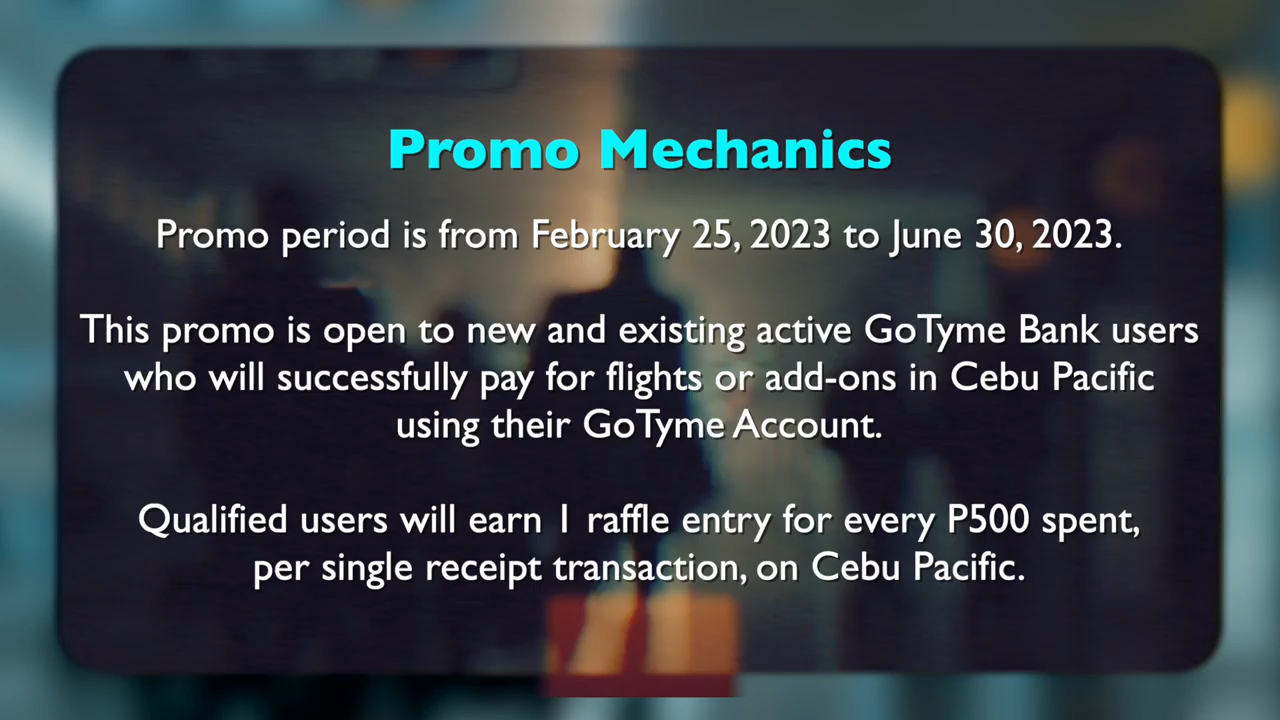 Promo Mechanics
Promo period is from February 25, 2023 to June 30, 2023.
This promo is open to new and existing active GoTyme Bank users
who will successfully pay for flights or add-ons in Cebu Pacific
using their GoTyme Account.
Qualified users will earn 1 raffle entry for every P500 spent,
per single receipt transaction, on Cebu Pacific.